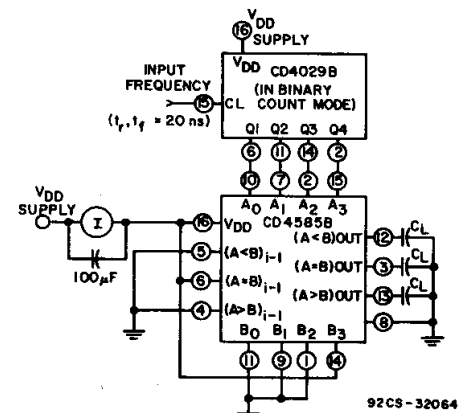 16 VDD
SUPPLY
VDD
CD4029B
INPUT
FREQUENCY
(IN BINARY
COUNT MODE)
15 CL
(tr, tf = 20 ns)
Q1 Q2 Q3 Q4
6 11 14 2
10 7 2 15
A0 A1 A2 A3
VDD
SUPPLY
I
100µF
16 VDD
CD4585B
5 (A<B)i-1
6 (A=B)i-1
4 (A>B)i-1
(A<B)OUT 12 CL
(A=B)OUT 3 CL
(A>B)OUT 13 CL
8
B0 B1 B2 B3
11 9 1 14
92CS-32064